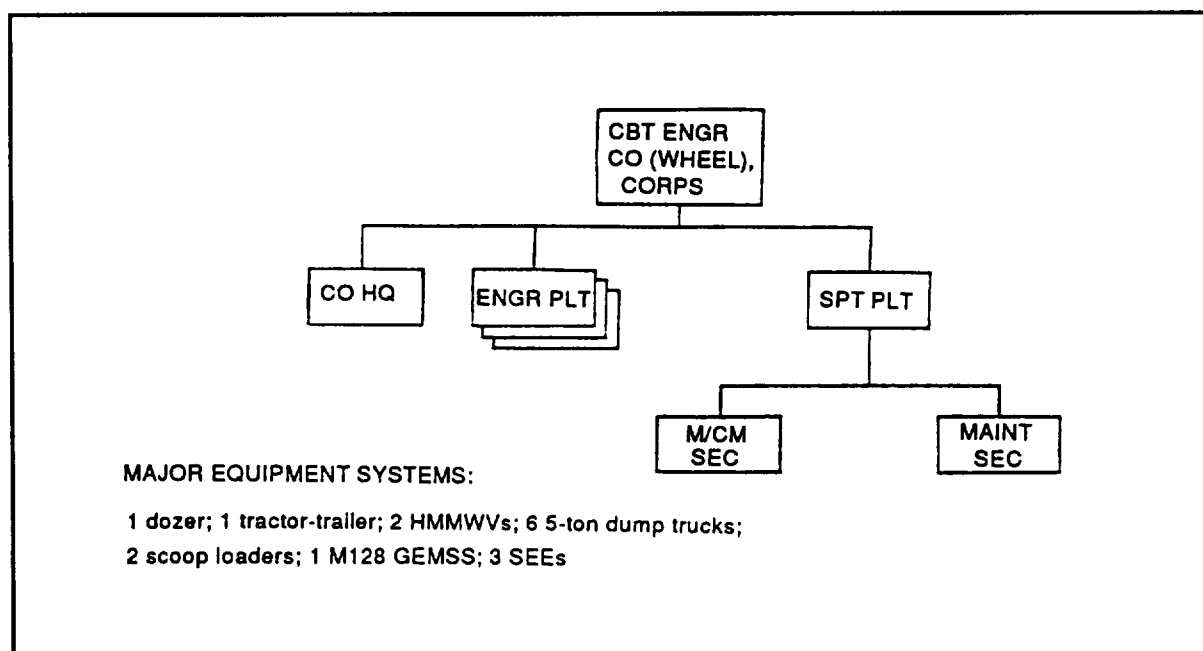 CBT ENGR
CO (WHEEL),
CORPS
CO HQ
ENGR PLT
SPT PLT
M/CM
SEC
MAINT
SEC
MAJOR EQUIPMENT SYSTEMS:
1 dozer; 1 tractor-trailer; 2 HMMWVs; 6 5-ton dump trucks;
2 scoop loaders; 1 M128 GEMSS; 3 SEEs